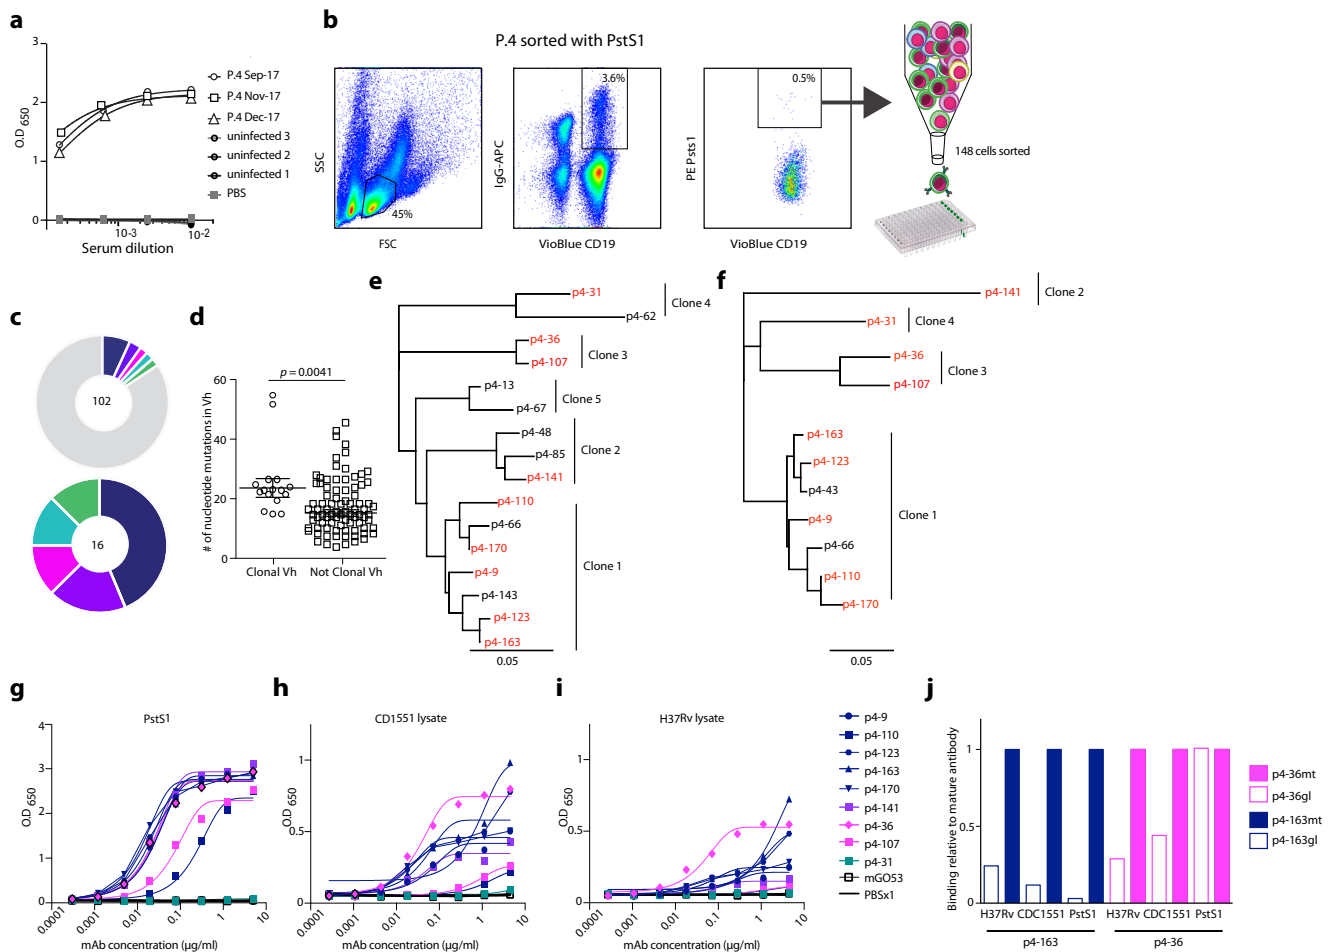 a
3
2
1
0
O.D 650
10-3
10-2
Serum dilution
P.4 Sep-17
P.4 Nov-17
P.4 Dec-17
uninfected 3
uninfected 2
uninfected 1
PBS
b
P.4 sorted with PstS1
SSC
45%
FSC
IgG-APC
3.6%
VioBlue CD19
PE Psts1
0.5%
VioBlue CD19
148 cells sorted
c
102
16
d
p = 0.0041
# of nucleotide mutations in Vh
60
40
20
0
Clonal Vh
Not Clonal Vh
e
p4-31
p4-62
Clone 4
p4-36
p4-107
Clone 3
p4-13
p4-67
Clone 5
p4-48
p4-85
p4-141
Clone 2
p4-110
p4-66
p4-170
p4-9
p4-143
p4-123
p4-163
Clone 1
0.05
f
p4-141
Clone 2
p4-31
Clone 4
p4-36
p4-107
Clone 3
p4-163
p4-123
p4-43
p4-9
p4-66
p4-110
p4-170
Clone 1
0.05
g
PstS1
4
3
2
1
0
O.D 650
0.0001
0.001
0.01
0,1
1
10
mAb concentration (µg/ml)
h
CD1551 lysate
1
0.5
0
O.D 650
0.0001
0.001
0.01
0.1
1
10
mAb concentration (µg/ml)
i
H37Rv lysate
1
0.5
0
O.D 650
0.0001
0.001
0.01
0.1
1
10
mAb concentration (µg/ml)
p4-9
p4-110
p4-123
p4-163
p4-170
p4-141
p4-36
p4-107
p4-31
mGO53
PBSx1
j
Binding relative to mature antibody
1
0.5
0
H37Rv CDC1551 PstS1 H37Rv CDC1551 PstS1
p4-163
p4-36
p4-36mt
p4-36gl
p4-163mt
p4-163gl